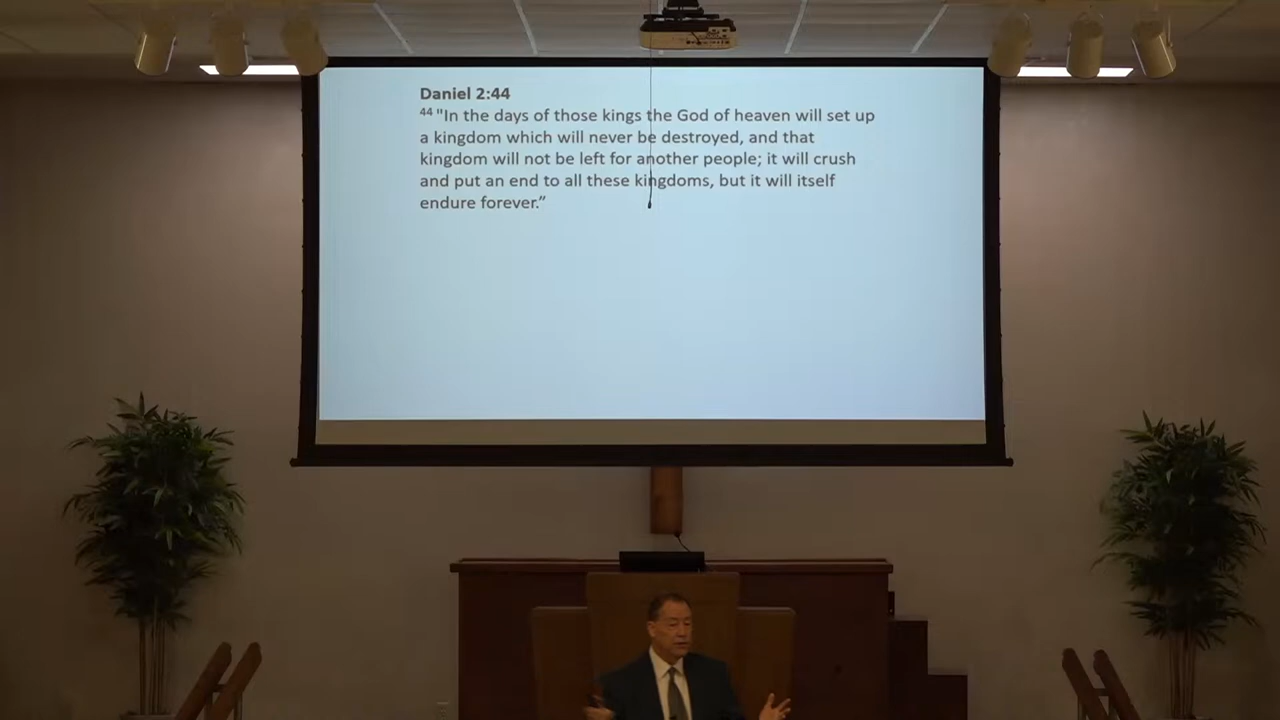 Daniel 2:44
44 "In the days of those kings the God of heaven will set up
a kingdom which will never be destroyed, and that
kingdom will not be left for another people; it will crush
and put an end to all these kingdoms, but it will itself
endure forever.”